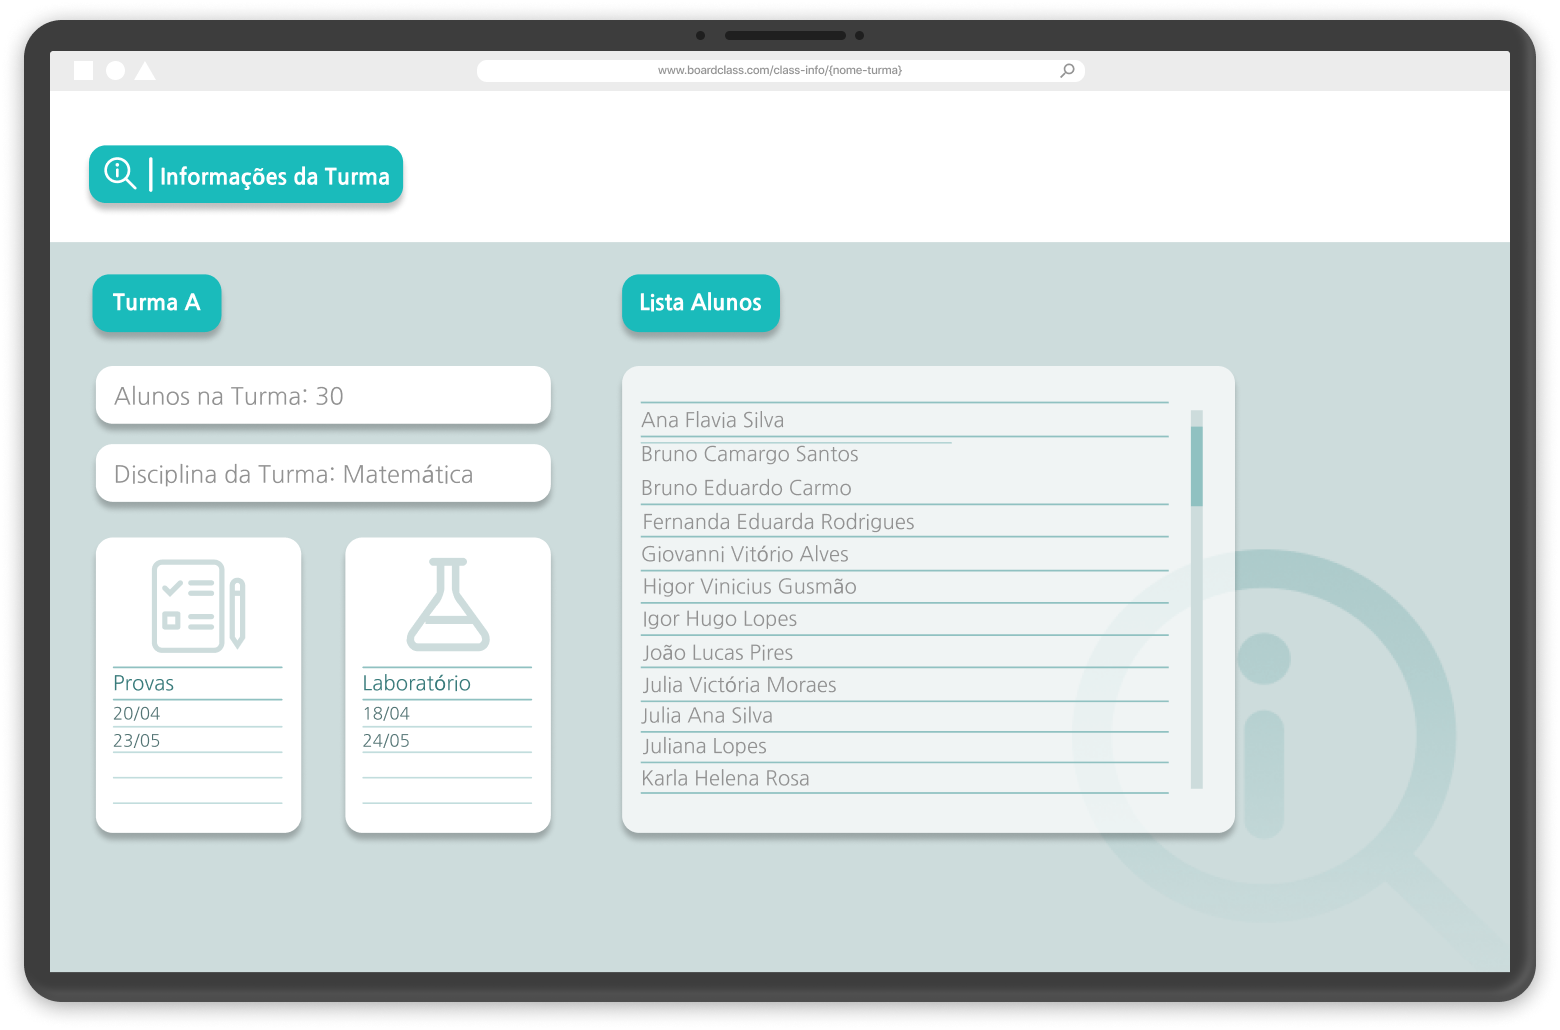 www.boardclass.com/class-info/{nome-turma}
Informações da Turma
Turma A
Alunos na Turma: 30
Disciplina da Turma: Matemática
Provas
20/04
23/05
Laboratório
18/04
24/05
Lista Alunos
Ana Flavia Silva
Bruno Camargo Santos
Bruno Eduardo Carmo
Fernanda Eduarda Rodrigues
Giovanni Vitório Alves
Higor Vinicius Gusmão
Igor Hugo Lopes
João Lucas Pires
Julia Victória Moraes
Julia Ana Silva
Juliana Lopes
Karla Helena Rosa